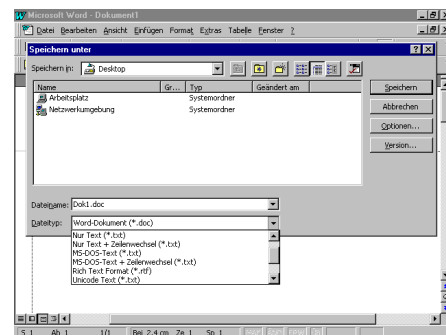 Microsoft Word - Dokument1
Datei Bearbeiten Ansicht Einfügen Format Extras Tabelle Fenster ?
Speichern unter
Speichern in: Desktop
Name Gr... Typ Geändert am
Arbeitsplatz Systemordner
Netzwerkumgebung Systemordner
Speichern
Abbrechen
Optionen...
Version...
Dateiname: Dok1.doc
Dateityp: Word-Dokument (*.doc)
Nur Text (*.txt)
Nur Text + Zeilenwechsel (*.txt)
MS-DOS-Text (*.txt)
MS-DOS-Text + Zeilenwechsel (*.txt)
Rich Text Format (*.rtf)
Unicode Text (*.txt)
S 1 Ab 1 1/1 Bei 2,4 cm Ze 1 Sp 1